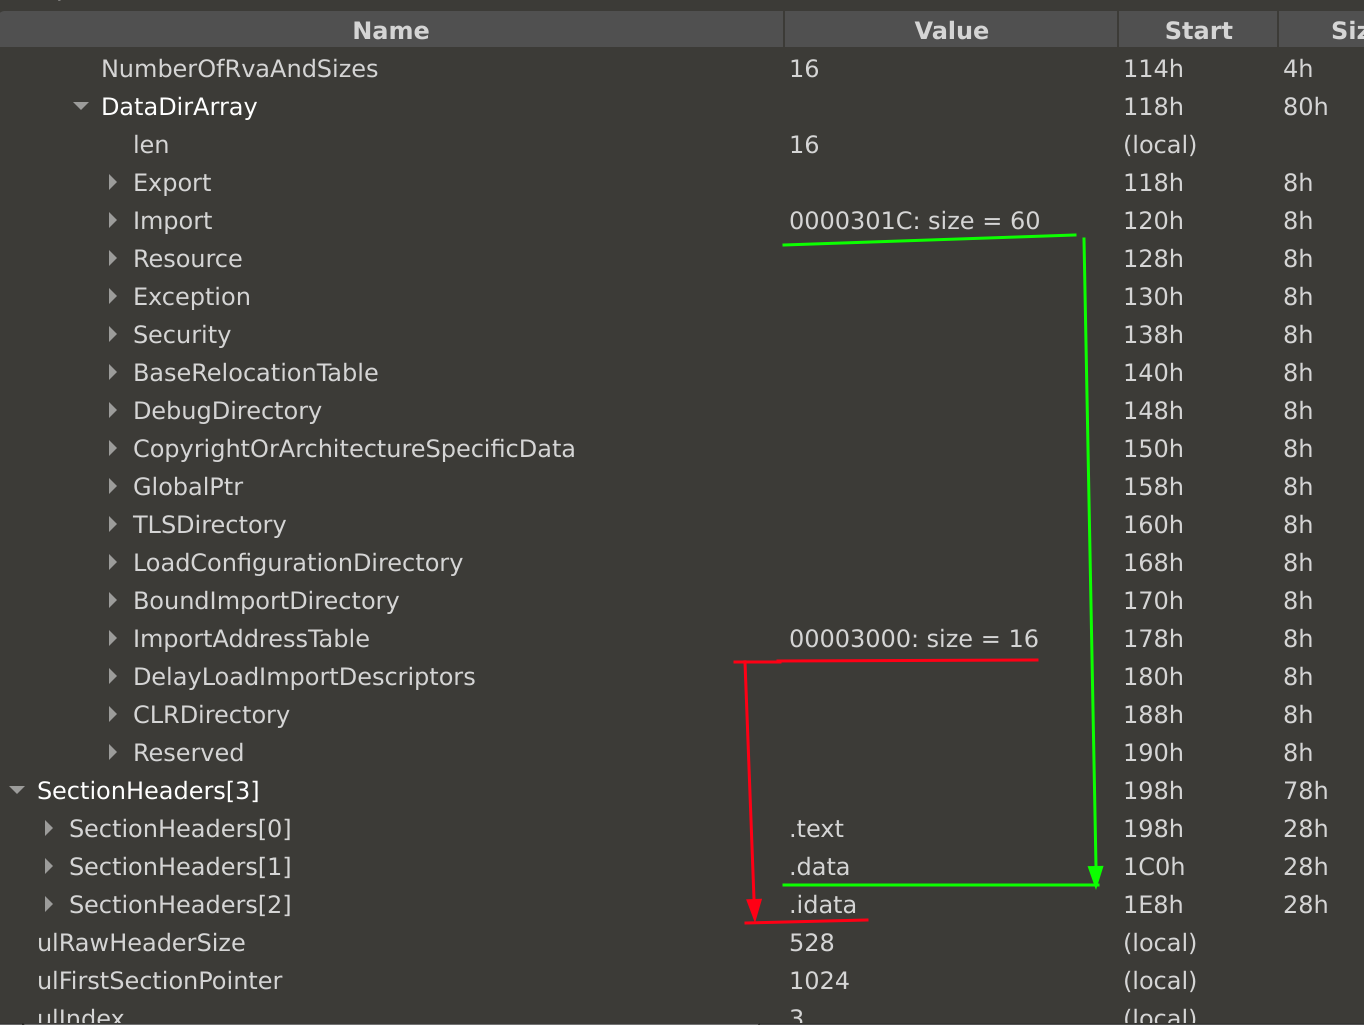 Name Value Start Siz
NumberOfRvaAndSizes 16 114h 4h
DataDirArray 118h 80h
len 16 (local)
Export 118h 8h
Import 0000301C: size = 60 120h 8h
Resource 128h 8h
Exception 130h 8h
Security 138h 8h
BaseRelocationTable 140h 8h
DebugDirectory 148h 8h
CopyrightOrArchitectureSpecificData 150h 8h
GlobalPtr 158h 8h
TLSDirectory 160h 8h
LoadConfigurationDirectory 168h 8h
BoundImportDirectory 170h 8h
ImportAddressTable 00003000: size = 16 178h 8h
DelayLoadImportDescriptors 180h 8h
CLRDirectory 188h 8h
Reserved 190h 8h
SectionHeaders[3] 198h 78h
SectionHeaders[0] .text 198h 28h
SectionHeaders[1] .data 1C0h 28h
SectionHeaders[2] .idata 1E8h 28h
ulRawHeaderSize 528 (local)
ulFirstSectionPointer 1024 (local)
ulIndex 3 (local)